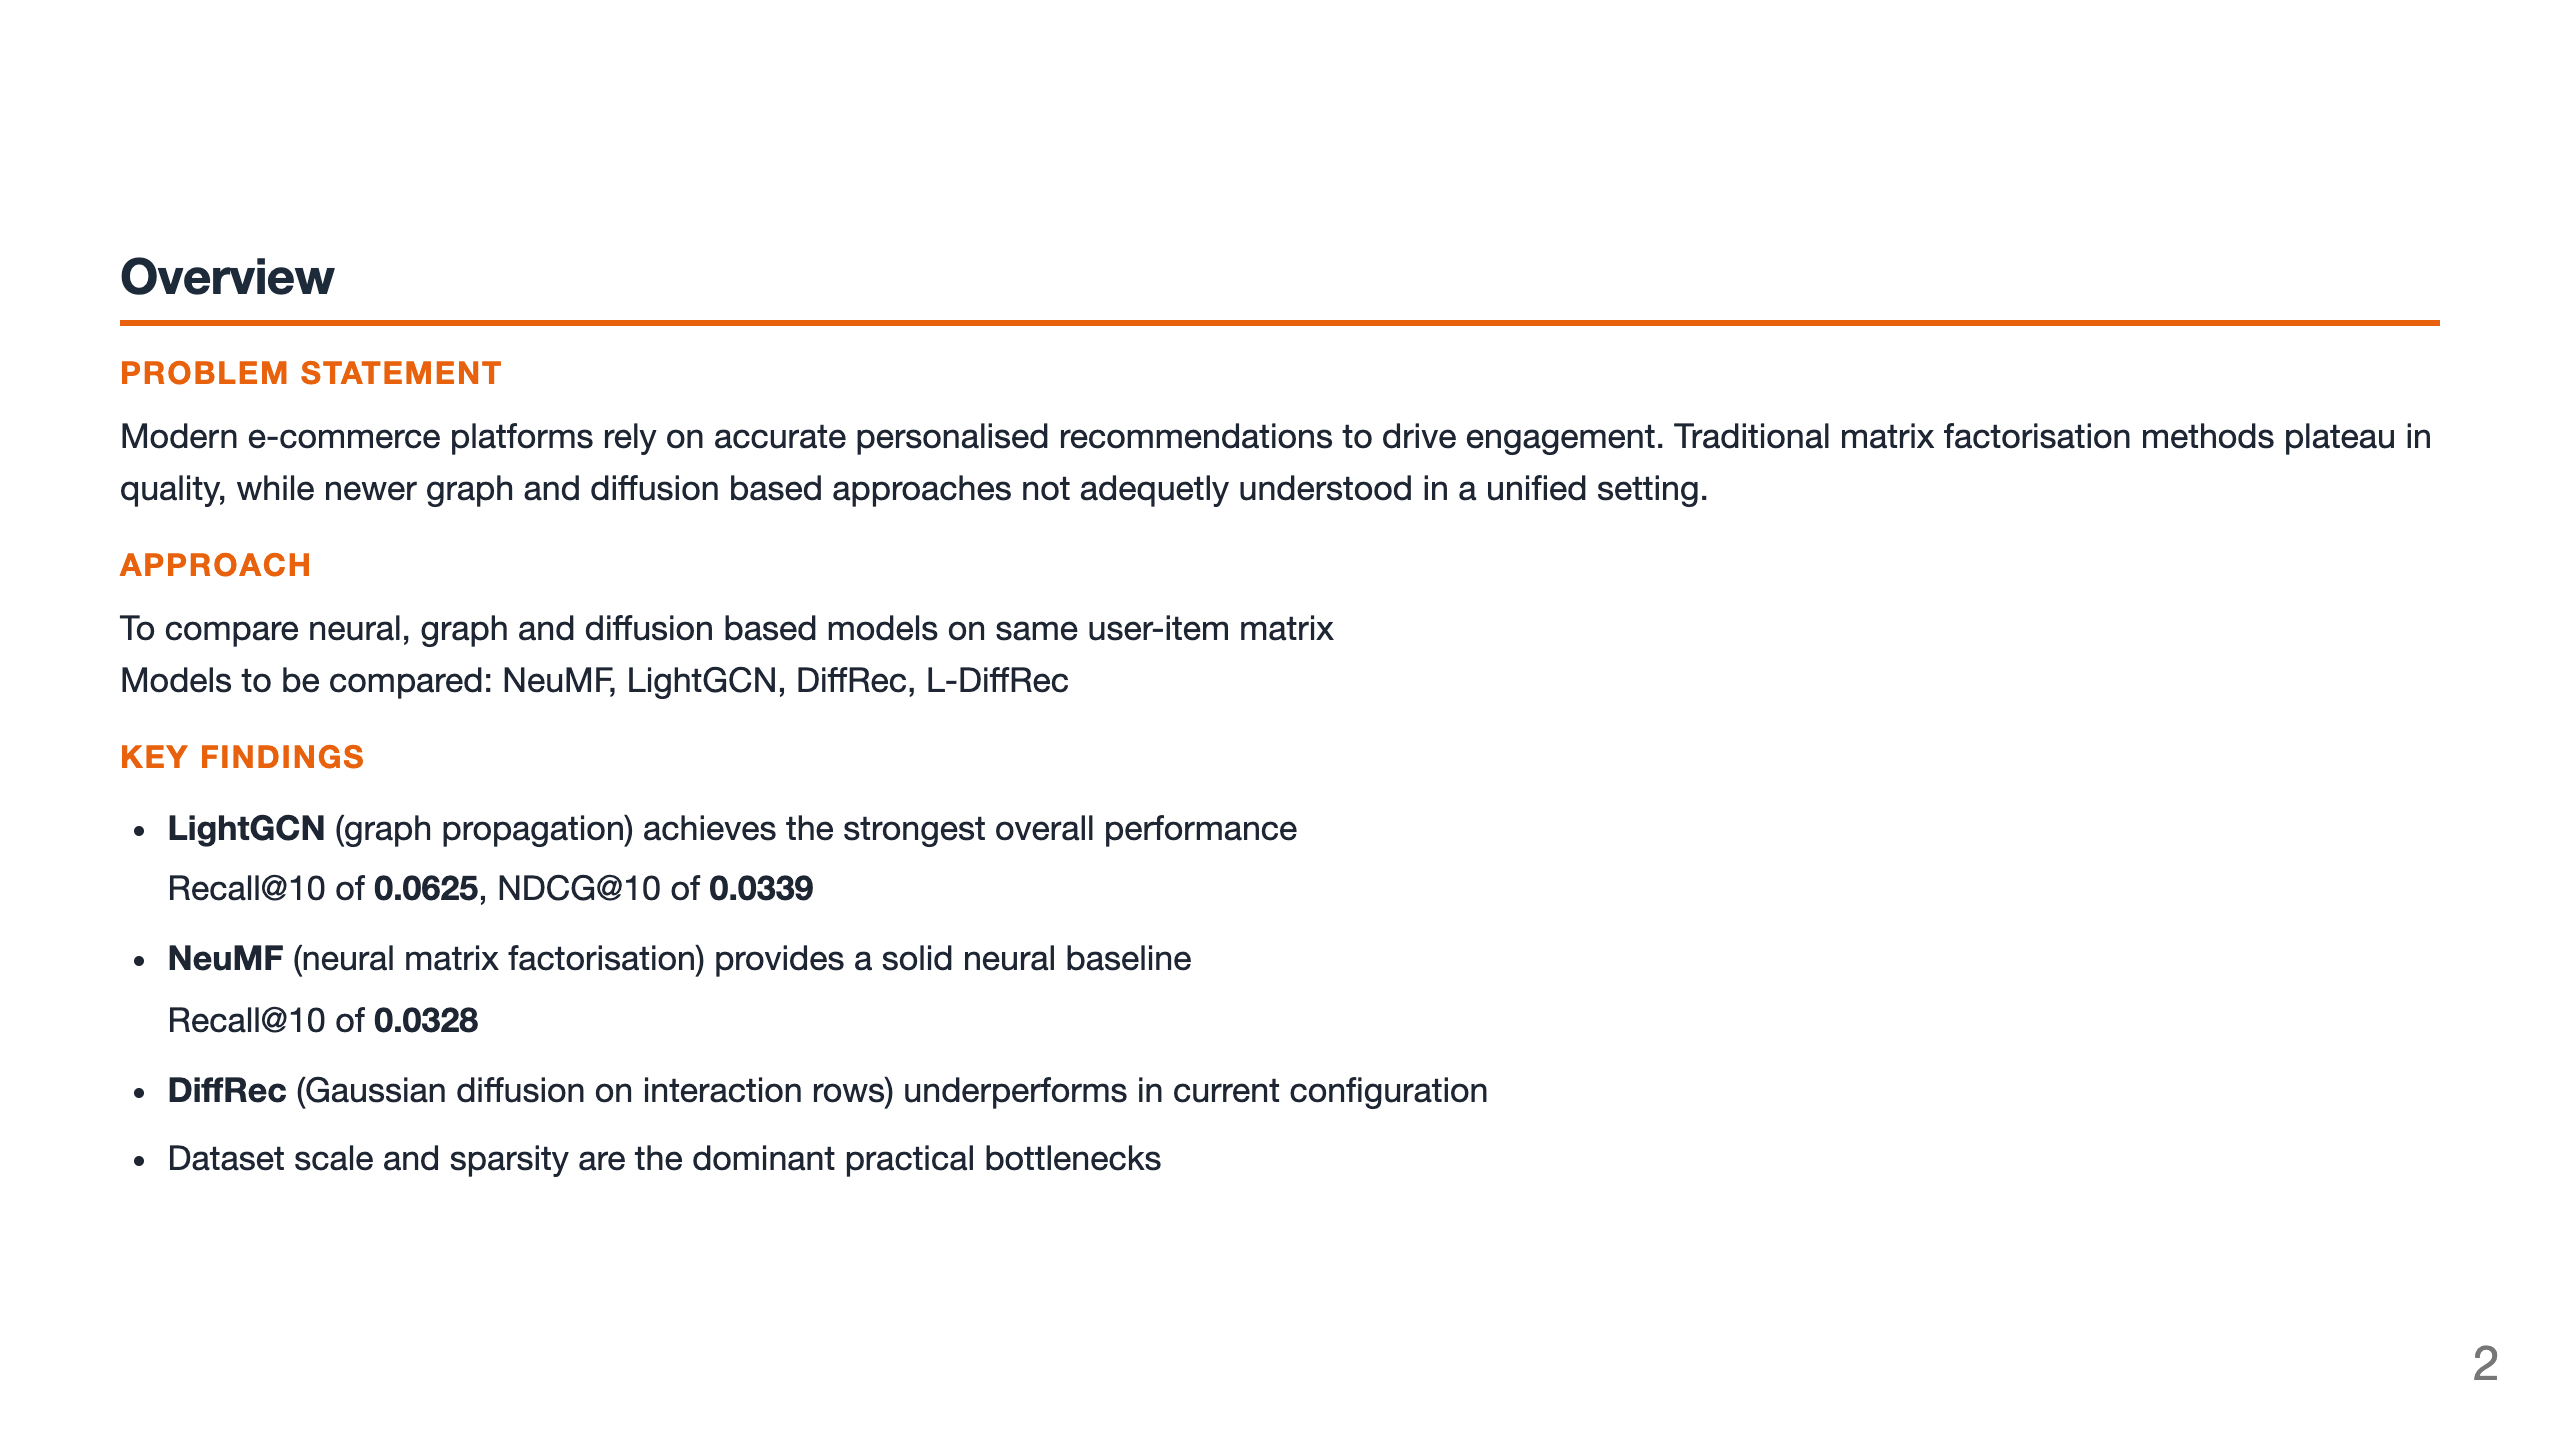 Overview
PROBLEM STATEMENT
Modern e-commerce platforms rely on accurate personalised recommendations to drive engagement. Traditional matrix factorisation methods plateau in
quality, while newer graph and diffusion based approaches not adequetly understood in a unified setting.
APPROACH
To compare neural, graph and diffusion based models on same user-item matrix
Models to be compared: NeuMF, LightGCN, DiffRec, L-DiffRec
KEY FINDINGS
• LightGCN (graph propagation) achieves the strongest overall performance
Recall@10 of 0.0625, NDCG@10 of 0.0339
• NeuMF (neural matrix factorisation) provides a solid neural baseline
Recall@10 of 0.0328
• DiffRec (Gaussian diffusion on interaction rows) underperforms in current configuration
• Dataset scale and sparsity are the dominant practical bottlenecks
2